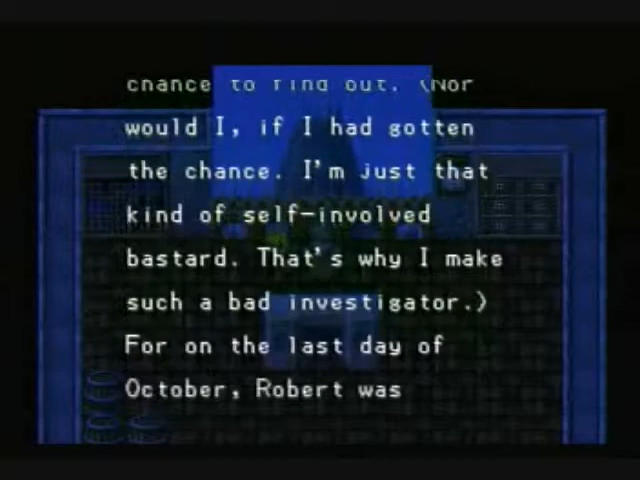 chance to find out. (Nor
would I, if I had gotten
the chance. I'm just that
kind of self-involved
bastard. That's why I make
such a bad investigator.)
For on the last day of
October, Robert was